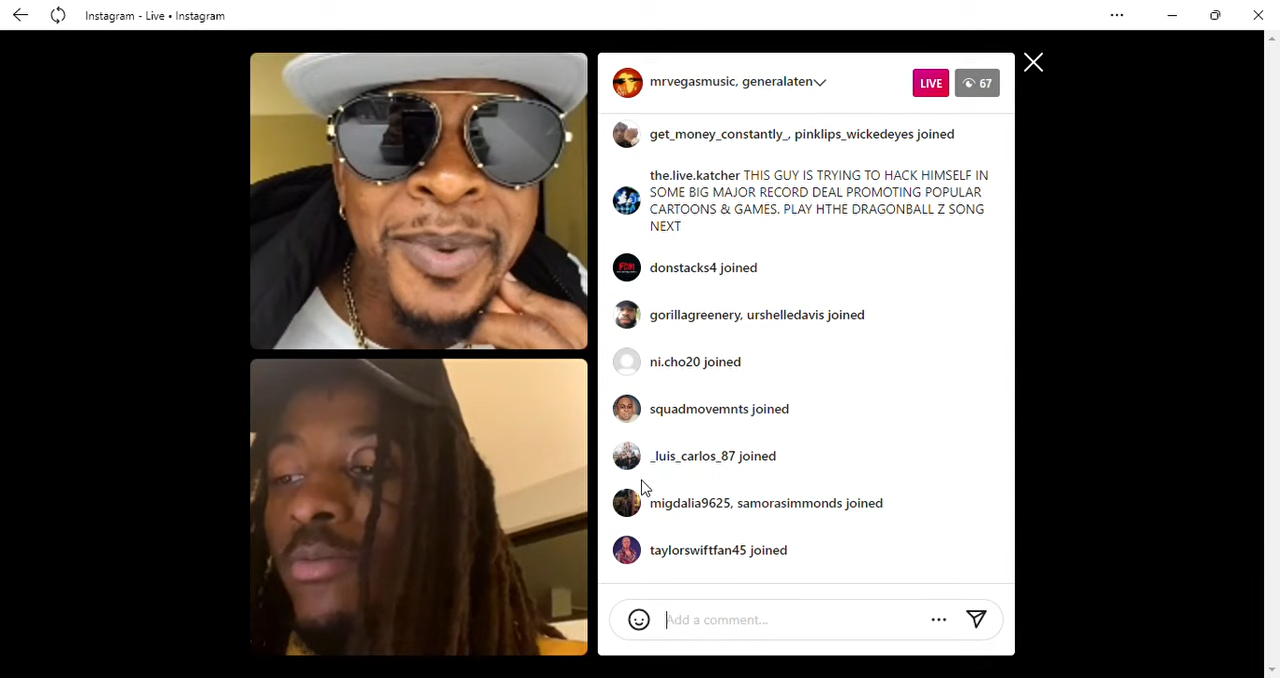 Instagram - Live • Instagram
mrvegasmusic, generalaten
LIVE
67
get_money_constantly_, pinklips_wickedeyes joined
the.live.katcher THIS GUY IS TRYING TO HACK HIMSELF IN
SOME BIG MAJOR RECORD DEAL PROMOTING POPULAR
CARTOONS & GAMES. PLAY HTHE DRAGONBALL Z SONG
NEXT
donstacks4 joined
gorillagreenery, urshelledavis joined
ni.cho20 joined
squadmovemnts joined
_luis_carlos_87 joined
migdalia9625, samorasimmonds joined
taylorswiftfan45 joined
Add a comment...